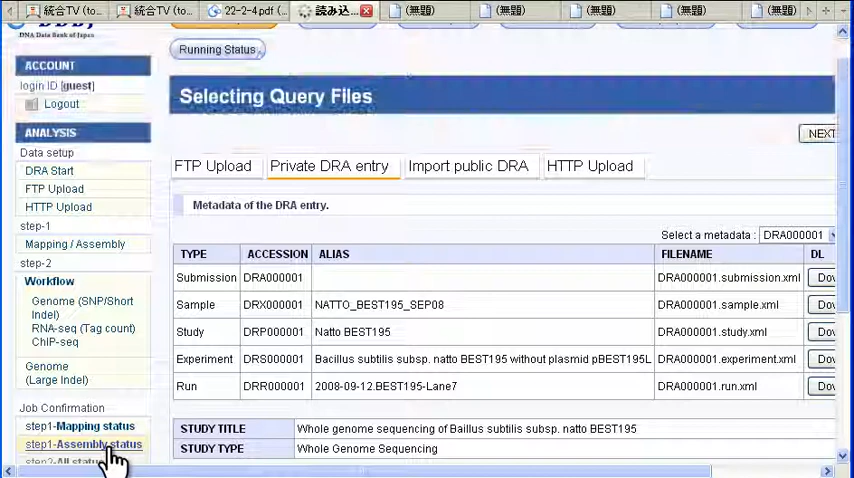 統合TV (to...
統合TV (to...
22-2-4.pdf (...
読み込...
(無題)
(無題)
(無題)
(無題)
(無題)
DNA Data Bank of Japan
Running Status
ACCOUNT
login ID [guest]
Logout
ANALYSIS
Data setup
DRA Start
FTP Upload
HTTP Upload
step-1
Mapping / Assembly
step-2
Workflow
Genome (SNP/Short
Indel)
RNA-seq (Tag count)
ChIP-seq
Genome
(Large Indel)
Job Confirmation
step1-Mapping status
step1-Assembly status
step2-All status
Selecting Query Files
NEXT
FTP Upload
Private DRA entry
Import public DRA
HTTP Upload
Metadata of the DRA entry.
Select a metadata : DRA000001
TYPE ACCESSION ALIAS FILENAME DL
Submission DRA000001 DRA000001.submission.xml Dov
Sample DRX000001 NATTO_BEST195_SEP08 DRA000001.sample.xml Dov
Study DRP000001 Natto BEST195 DRA000001.study.xml Dov
Experiment DRS000001 Bacillus subtilis subsp. natto BEST195 without plasmid pBEST195L DRA000001.experiment.xml Dov
Run DRR000001 2008-09-12.BEST195-Lane7 DRA000001.run.xml Dov
STUDY TITLE Whole genome sequencing of Baillus subtilis subsp. natto BEST195
STUDY TYPE Whole Genome Sequencing